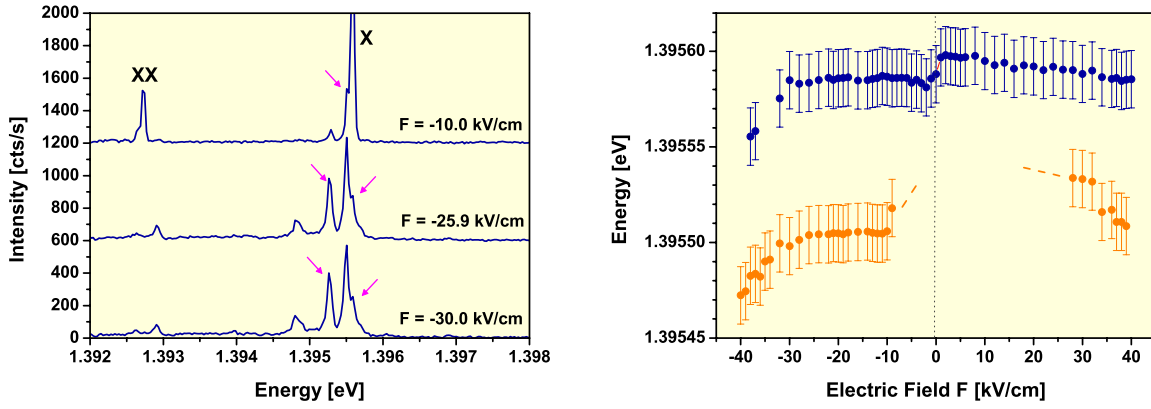 2000
1800
1600
1400
1200
1000
800
600
400
200
0
Intensity [cts/s]
XX
X
F = -10.0 kV/cm
F = -25.9 kV/cm
F = -30.0 kV/cm
1.392 1.393 1.394 1.395 1.396 1.397 1.398
Energy [eV]
1.39560
1.39555
1.39550
1.39545
Energy [eV]
-40 -30 -20 -10 0 10 20 30 40
Electric Field F [kV/cm]